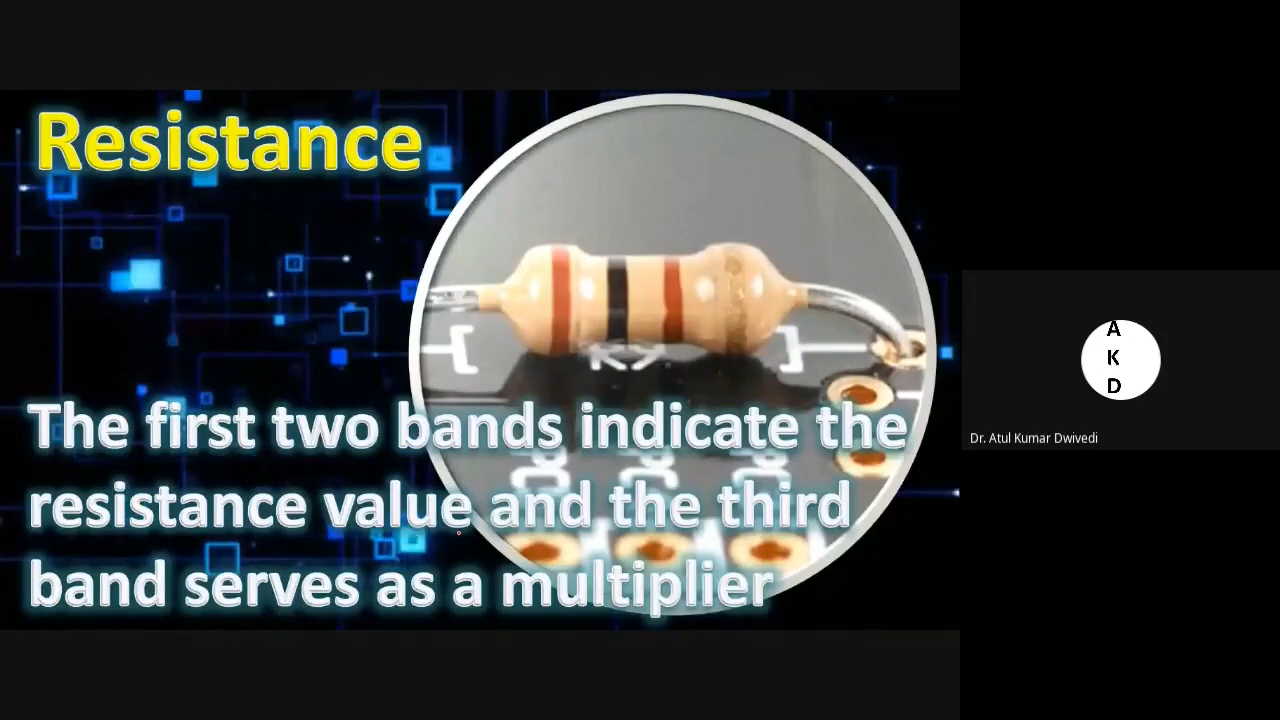 Resistance
The first two bands indicate the
resistance value and the third
band serves as a multiplier
A
K
D
Dr. Atul Kumar Dwivedi